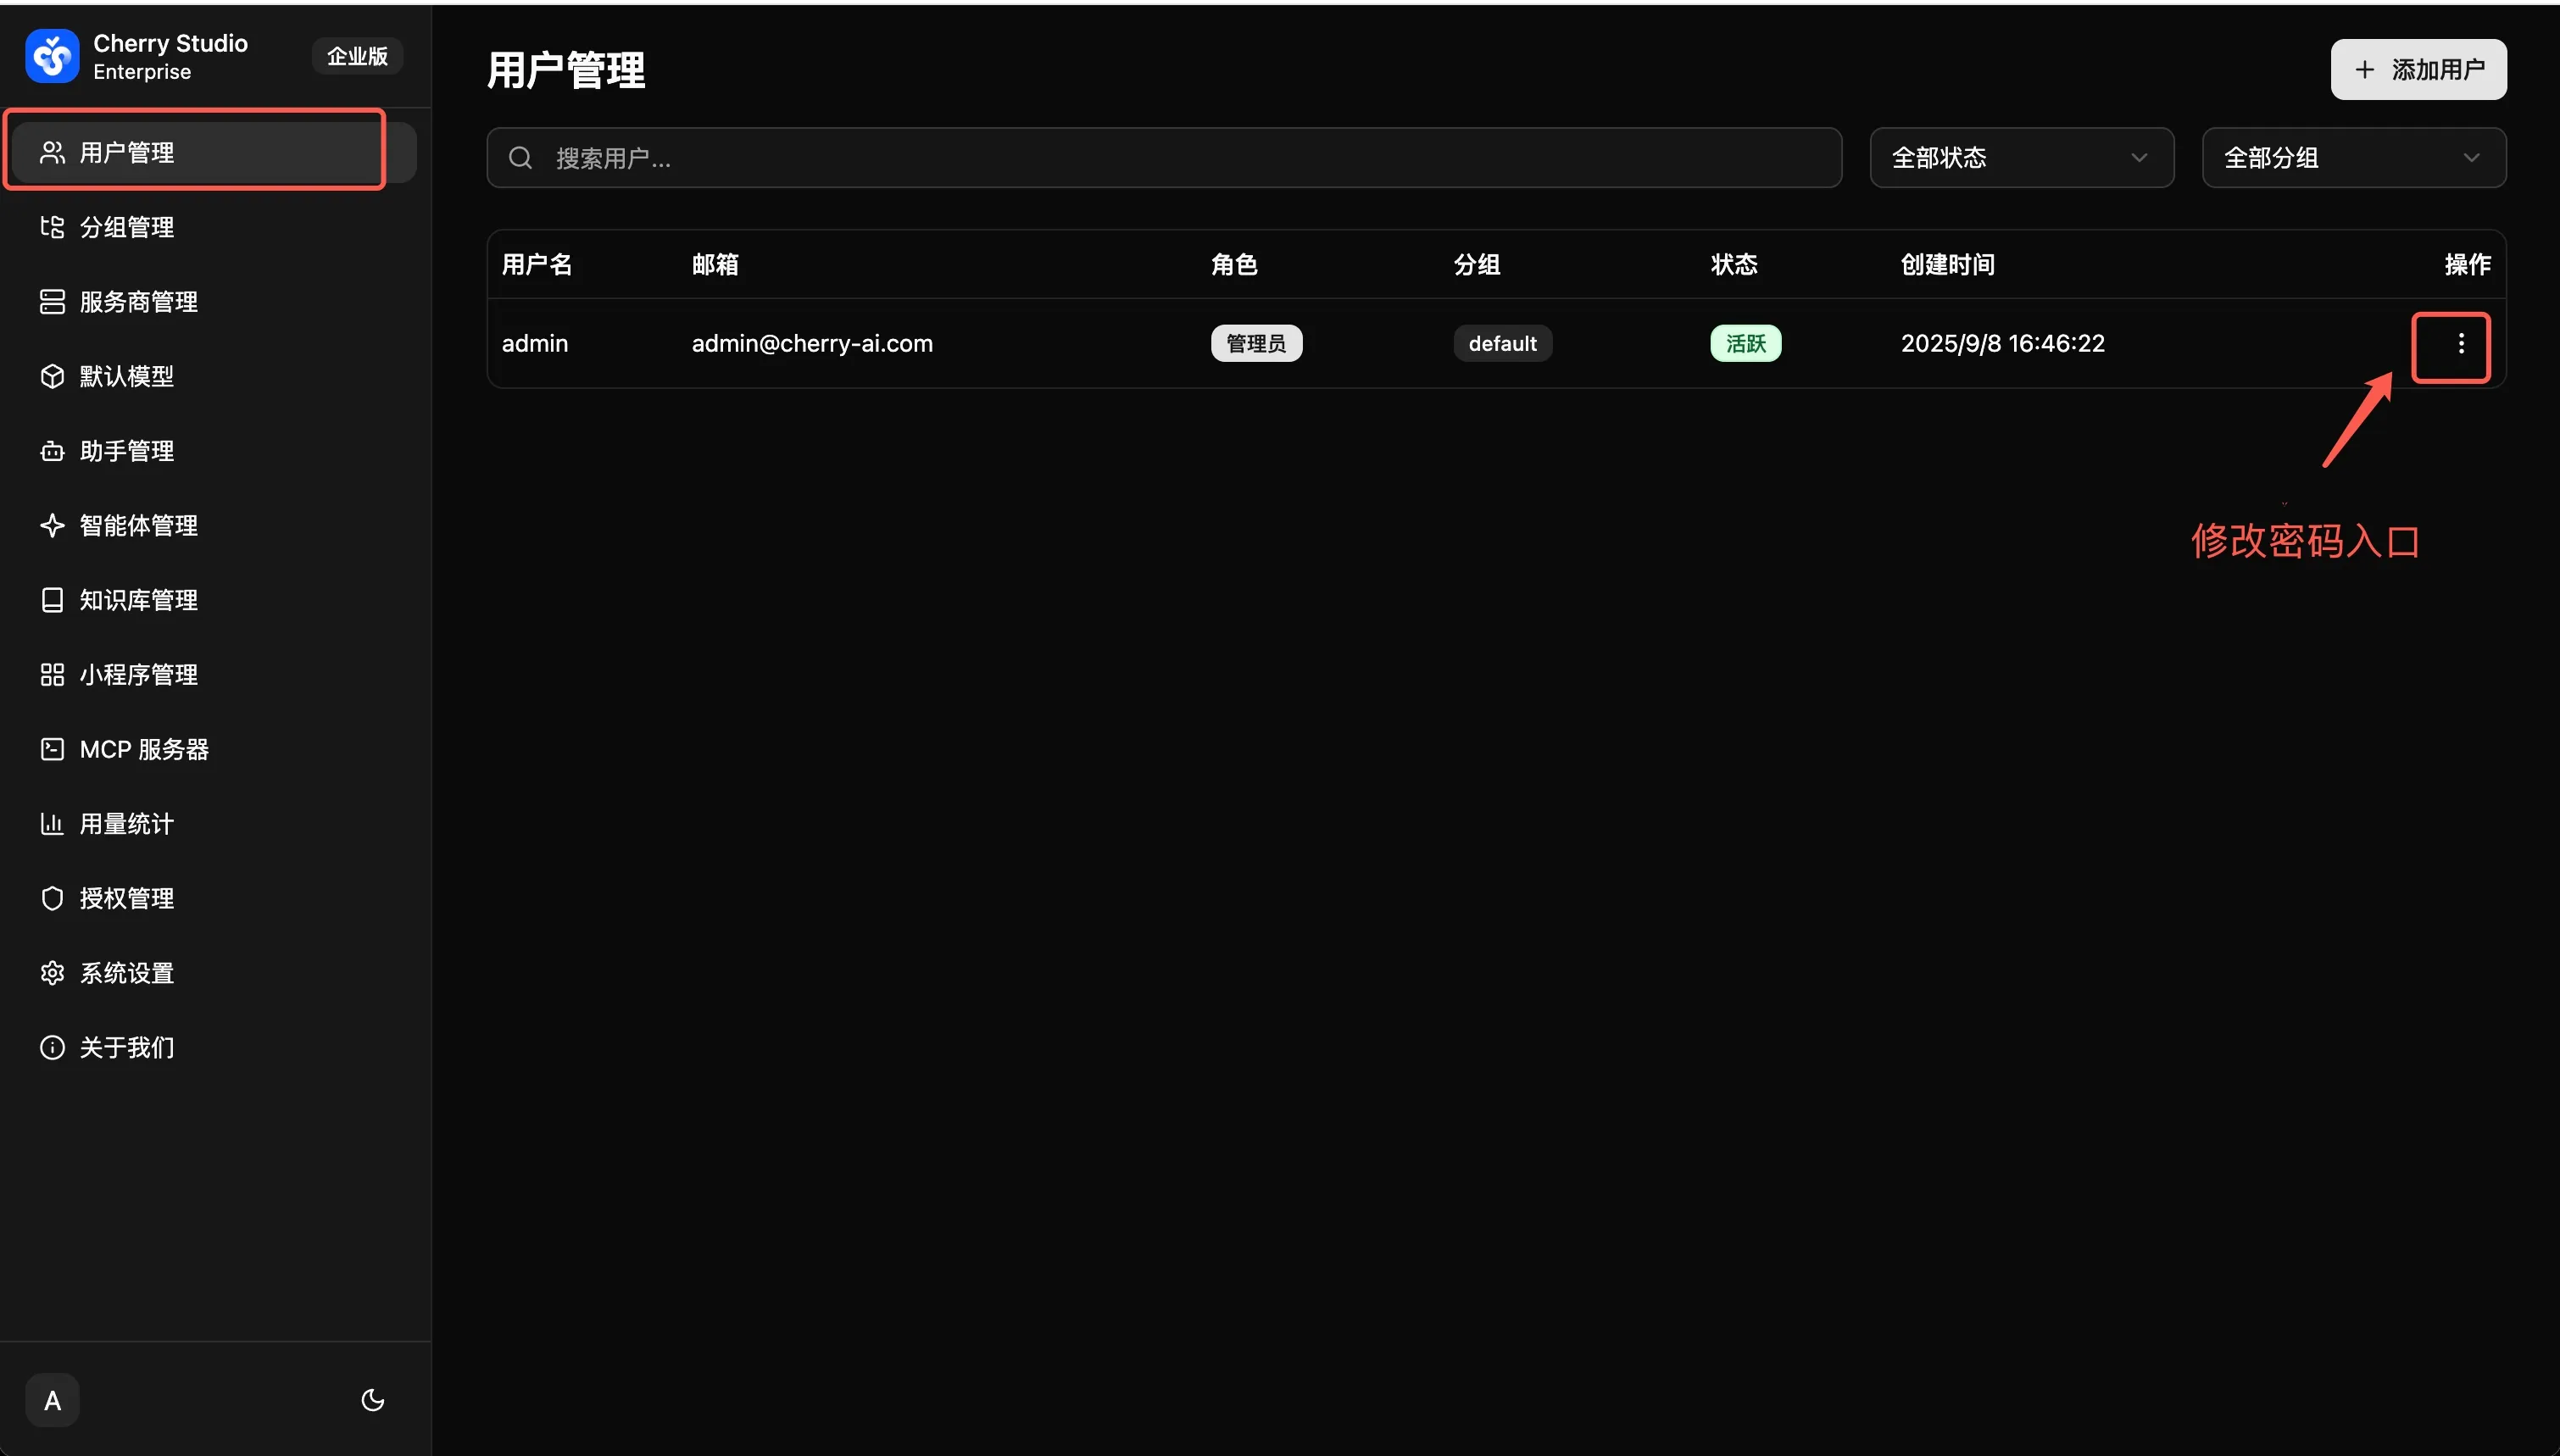 Cherry Studio
Enterprise
企业版
用户管理
分组管理
服务商管理
默认模型
助手管理
智能体管理
知识库管理
小程序管理
MCP 服务器
用量统计
授权管理
系统设置
关于我们
A
用户管理
添加用户
搜索用户...
全部状态
全部分组
用户名 邮箱 角色 分组 状态 创建时间 操作
admin admin@cherry-ai.com 管理员 default 活跃 2025/9/8 16:46:22
修改密码入口